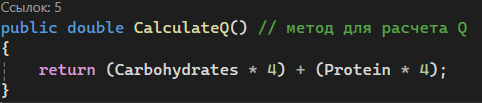 Ссылок: 5
public double CalculateQ() // метод для расчета Q
{
return (Carbohydrates * 4) + (Protein * 4);
}